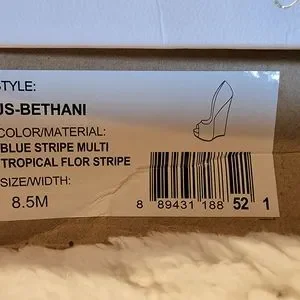 STYLE:
JS-BETHANI
COLOR/MATERIAL:
BLUE STRIPE MULTI
TROPICAL FLOR STRIPE
SIZE/WIDTH:
8.5M
8 89431 188 52 1